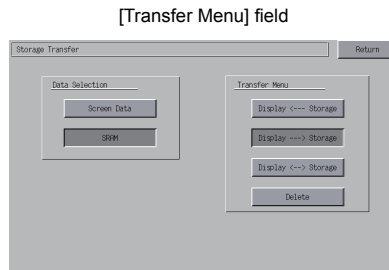 [Transfer Menu] field
Storage Transfer
Return
Data Selection
Screen Data
SRAM
Transfer Menu
Display <--- Storage
Display ---> Storage
Display <--> Storage
Delete